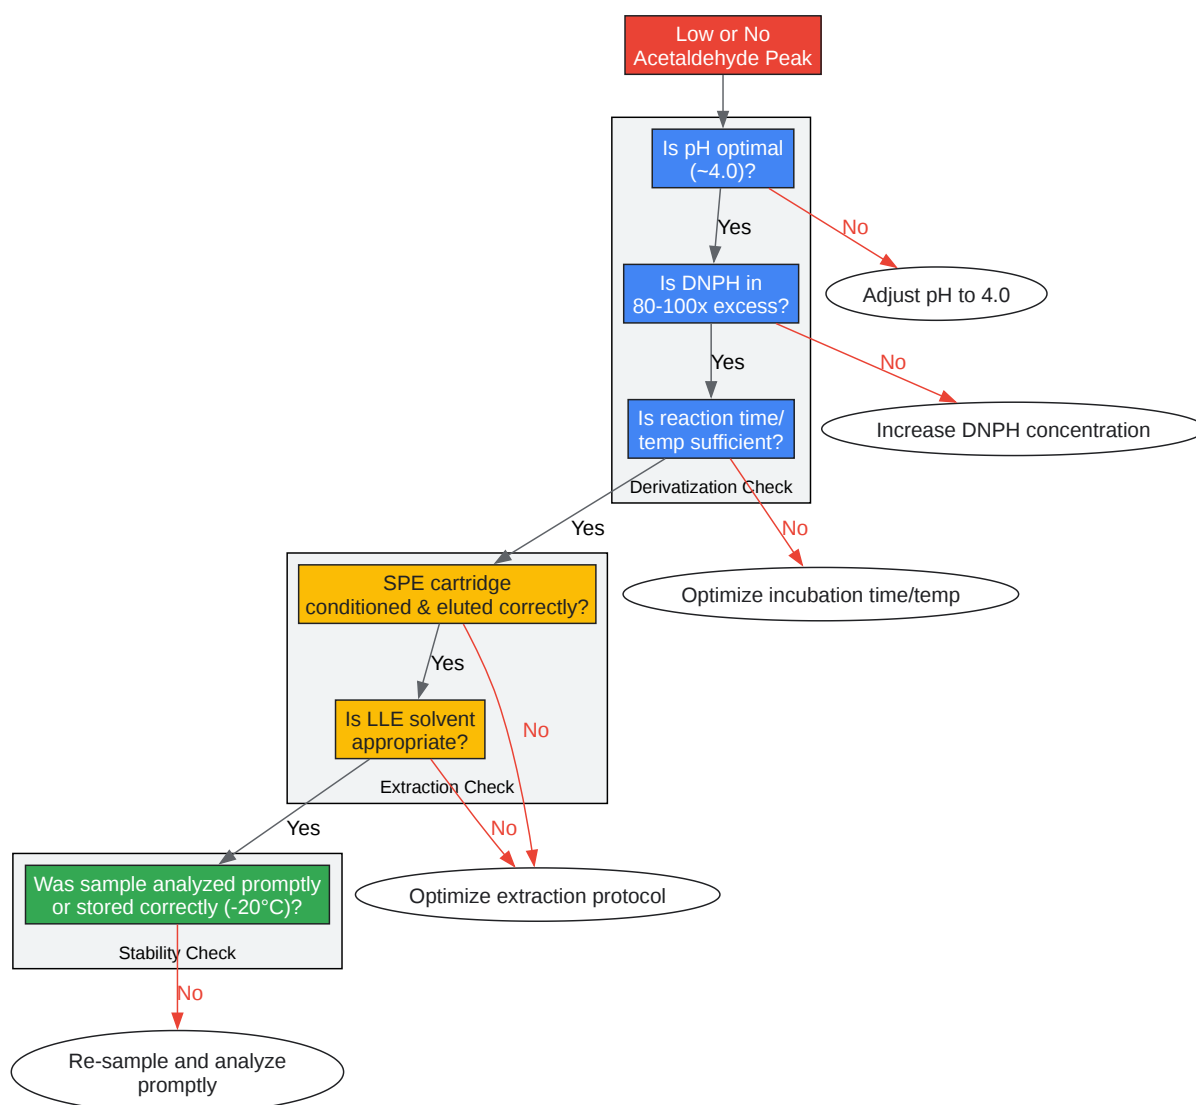 Low or No
Acetaldehyde Peak
Is pH optimal
(~4.0)?
Yes
No
Is DNPH in
80-100x excess?
Adjust pH to 4.0
Yes
No
Is reaction time/
temp sufficient?
Increase DNPH concentration
Derivatization Check
Yes
No
SPE cartridge
conditioned & eluted correctly?
Optimize incubation time/temp
Yes
Is LLE solvent
appropriate?
No
Extraction Check
Yes
No
Was sample analyzed promptly
or stored correctly (-20°C)?
Optimize extraction protocol
Stability Check
No
Re-sample and analyze
promptly